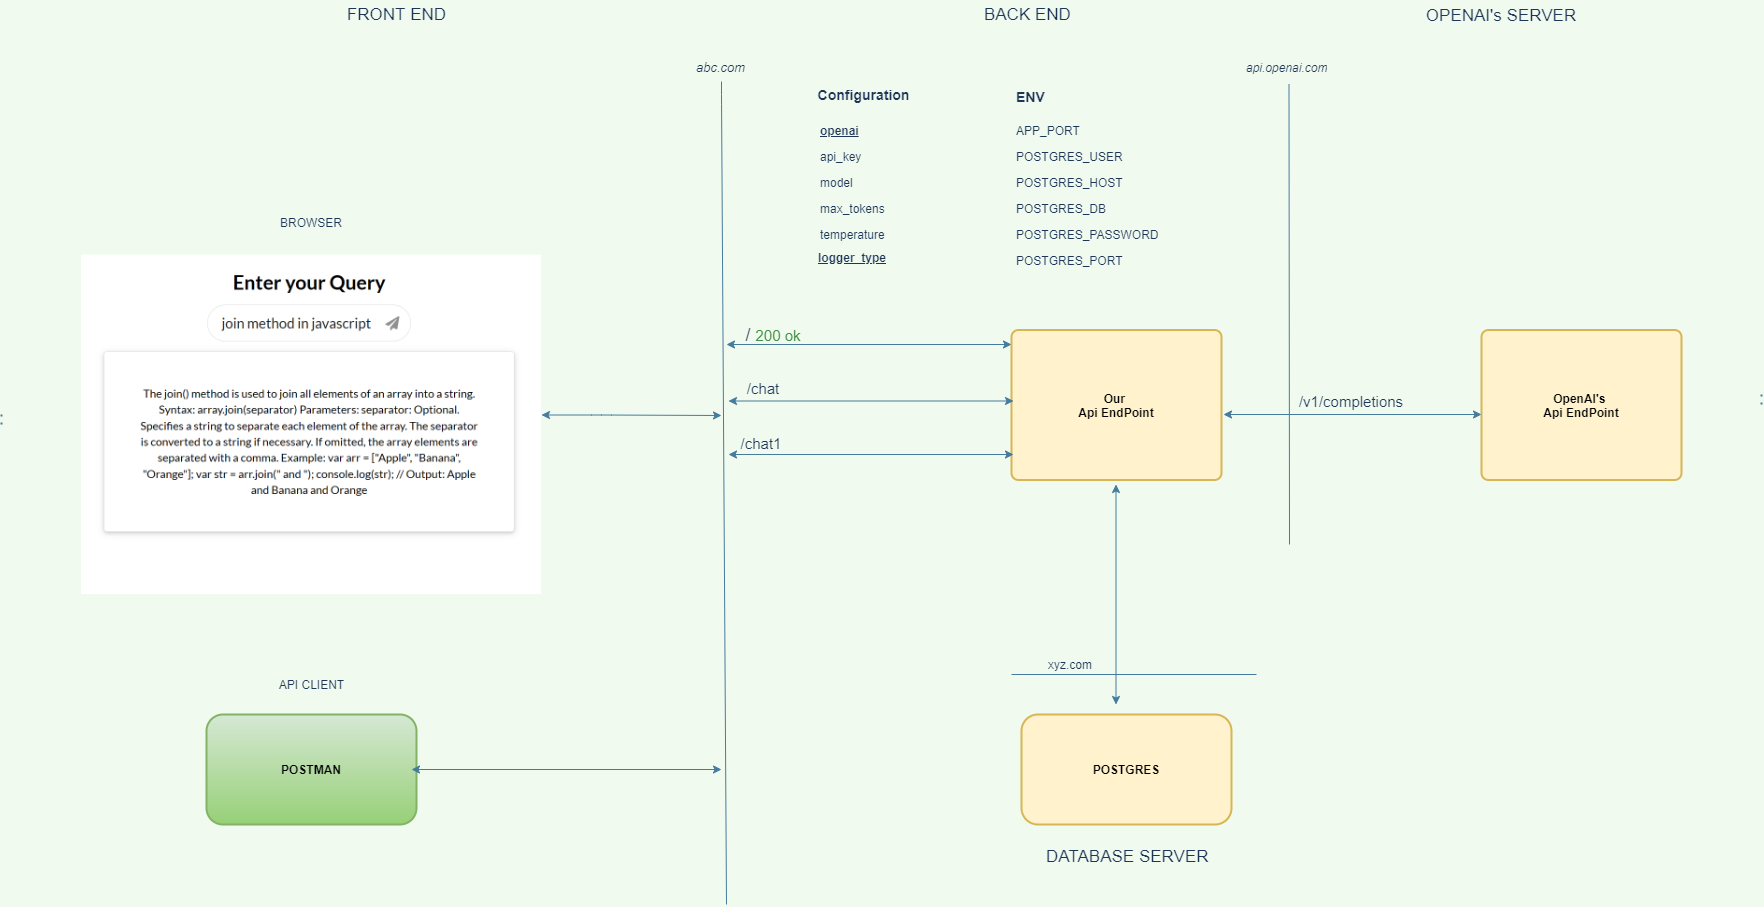 FRONT END
BACK END
OPENAI's SERVER
abc.com
api.openai.com
Configuration
ENV
openai
APP_PORT
api_key
POSTGRES_USER
model
POSTGRES_HOST
max_tokens
POSTGRES_DB
temperature
POSTGRES_PASSWORD
logger_type
POSTGRES_PORT
BROWSER
Enter your Query
join method in javascript
The join() method is used to join all elements of an array into a string.
Syntax: array.join(separator) Parameters: separator: Optional.
Specifies a string to separate each element of the array. The separator
is converted to a string if necessary. If omitted, the array elements are
separated with a comma. Example: var arr = ["Apple", "Banana",
"Orange"]; var str = arr.join(" and "); console.log(str); // Output: Apple
and Banana and Orange
/ 200 ok
/chat
/chat1
Our
Api EndPoint
/v1/completions
OpenAI's
Api EndPoint
xyz.com
API CLIENT
POSTMAN
POSTGRES
DATABASE SERVER